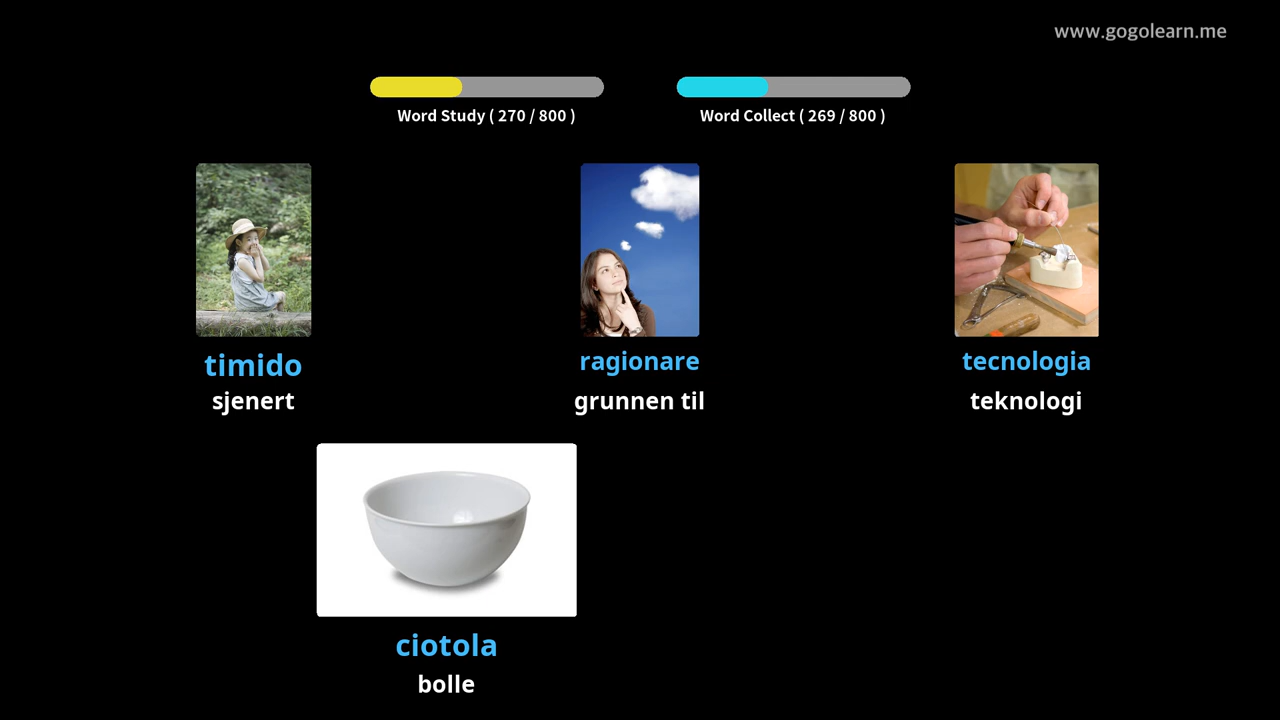 www.gogolearn.me
Word Study ( 270 / 800 )
Word Collect ( 269 / 800 )
timido
sjenert
ragionare
grunnen til
tecnologia
teknologi
ciotola
bolle